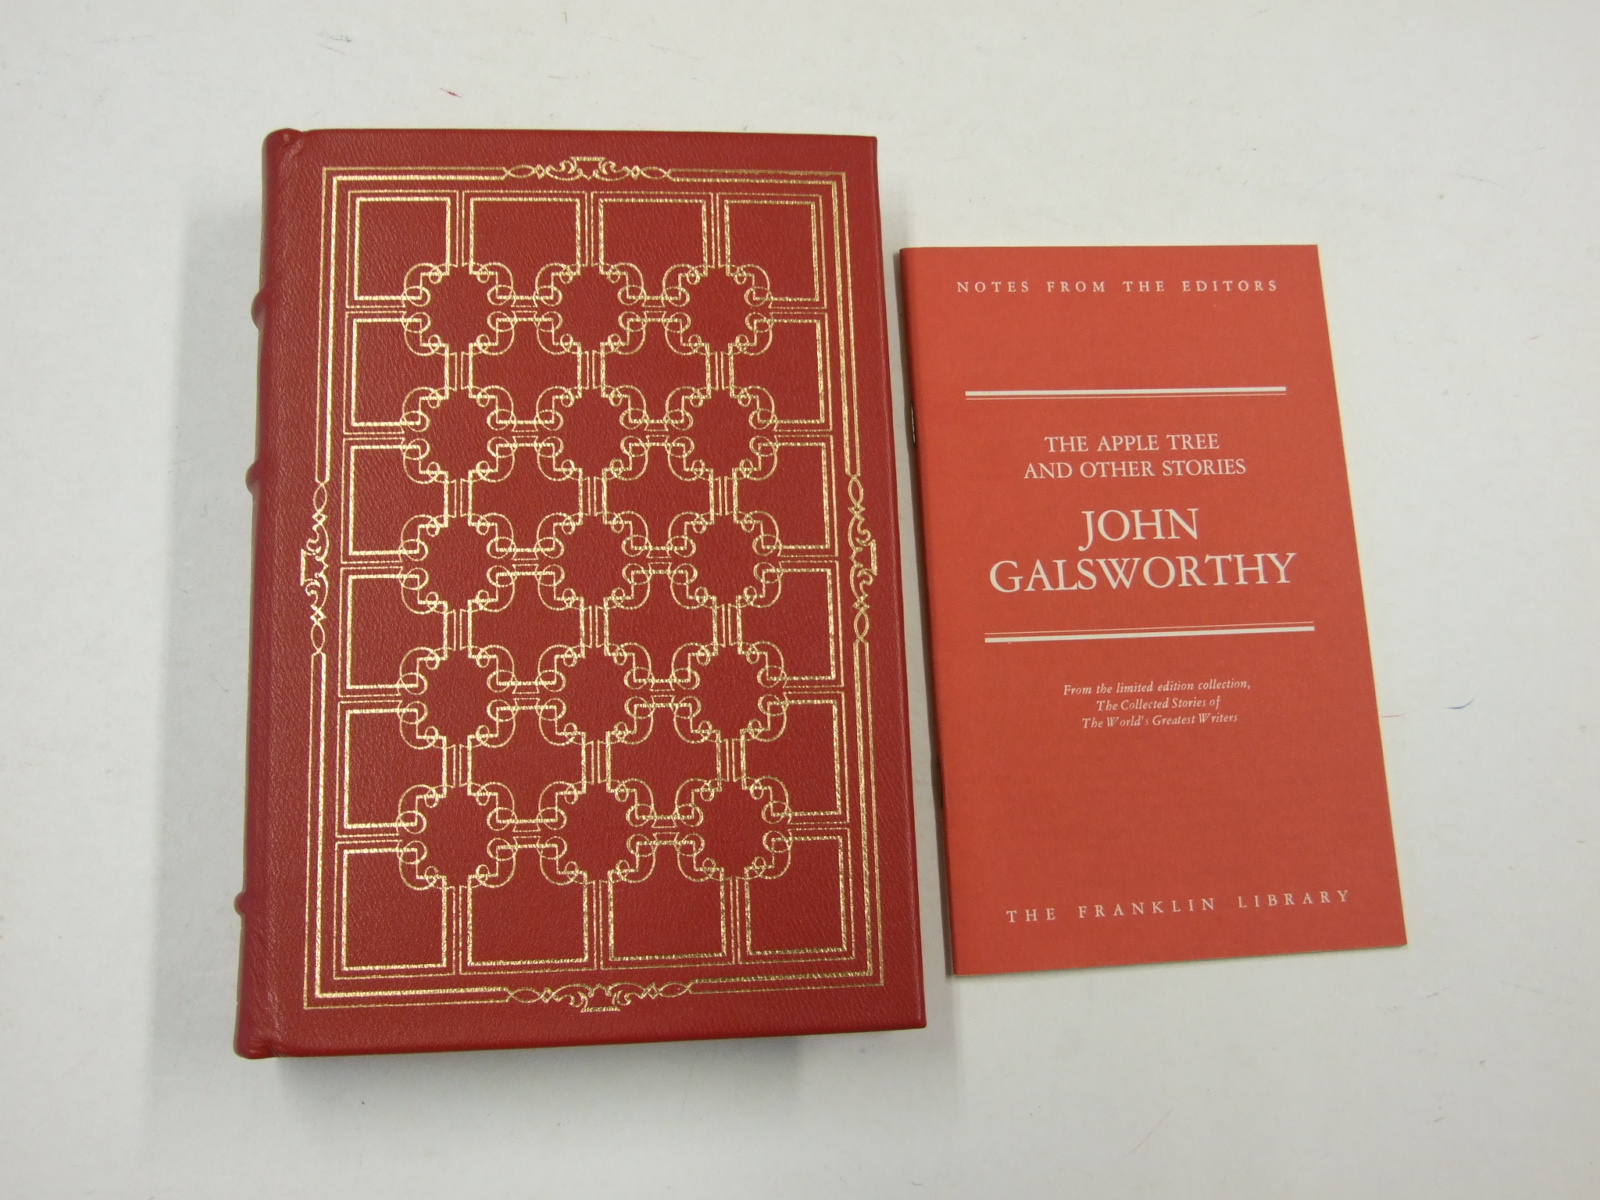 NOTES FROM THE EDITORS
THE APPLE TREE
AND OTHER STORIES
JOHN
GALSWORTHY
From the limited edition collection,
The Collected Stories of
The World's Greatest Writers
THE FRANKLIN LIBRARY